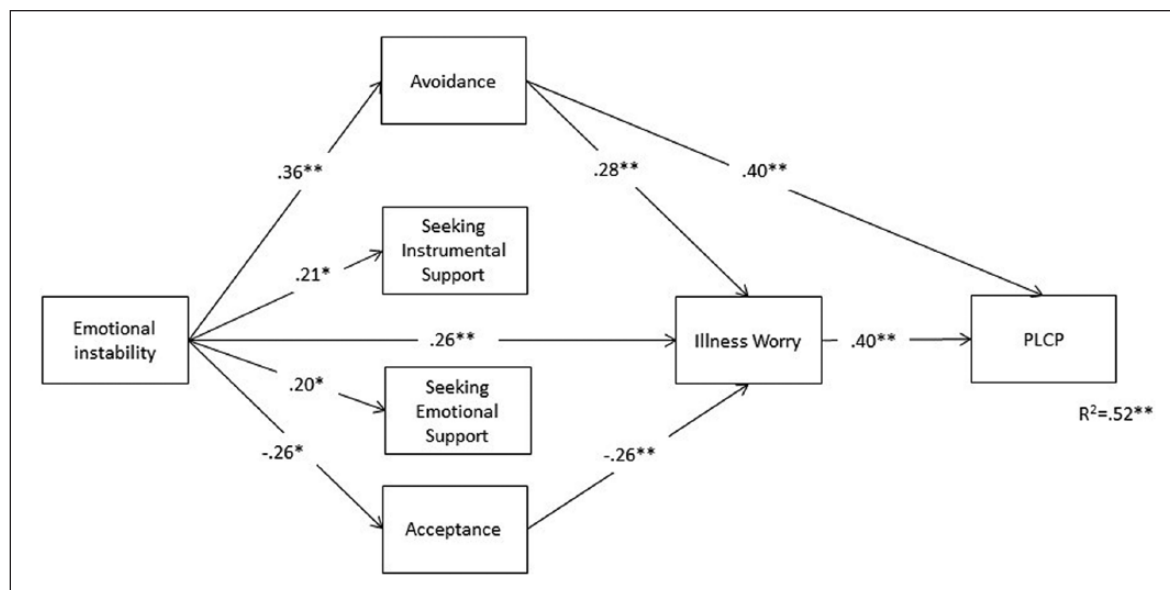 Avoidance
.36**
.28**
.40**
Seeking
Instrumental
Support
.21*
Emotional
instability
.26**
Illness Worry
.40**
PLCP
.20*
Seeking
Emotional
Support
R²=.52**
-.26*
-.26**
Acceptance